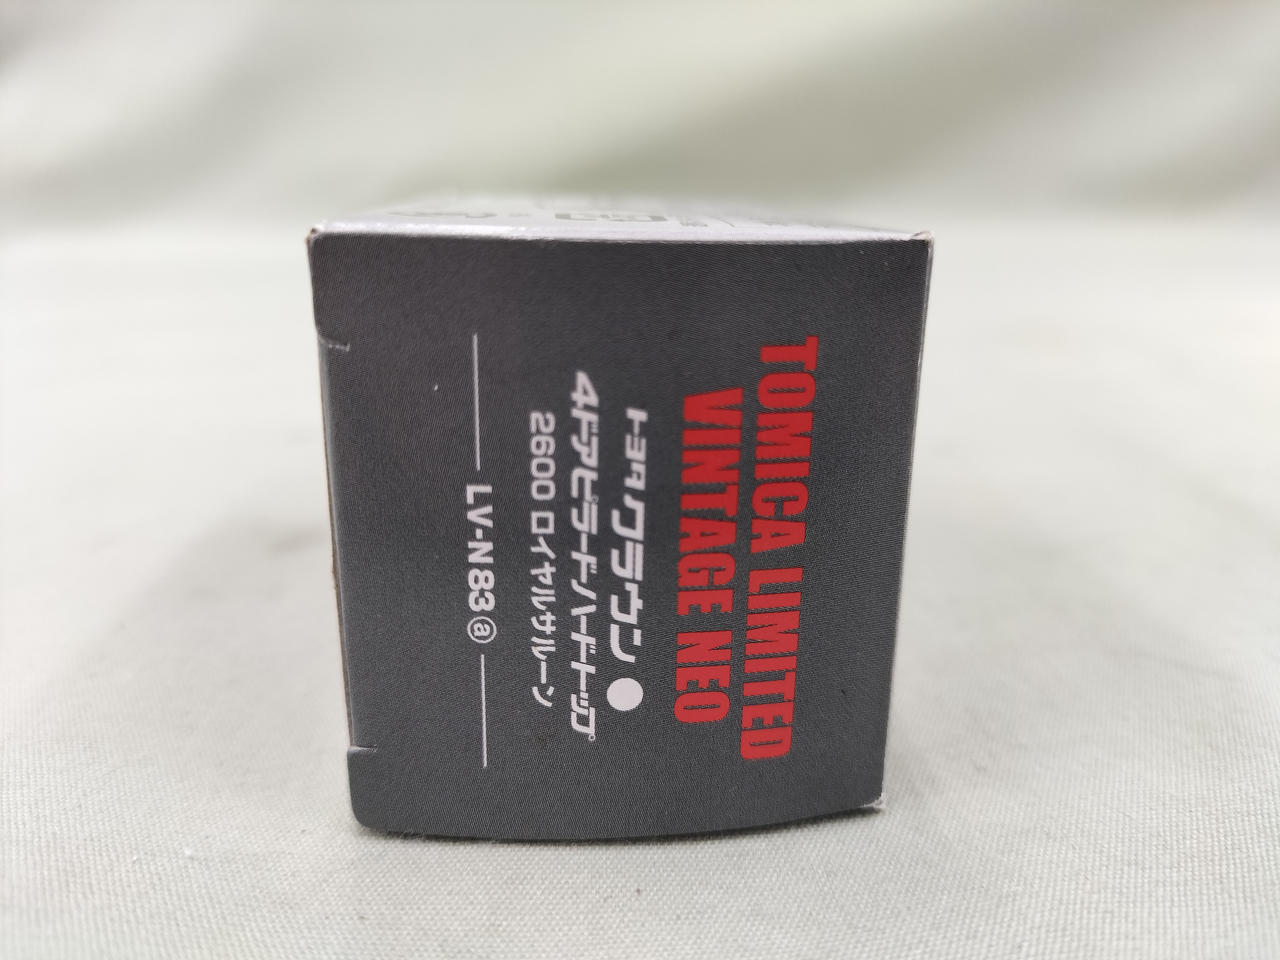 TOMICA LIMITED
VINTAGE NEO
トヨタ クラウン
4ドアピラードハードトップ
2600 ロイヤルサルーン
LV-N83ⓐ